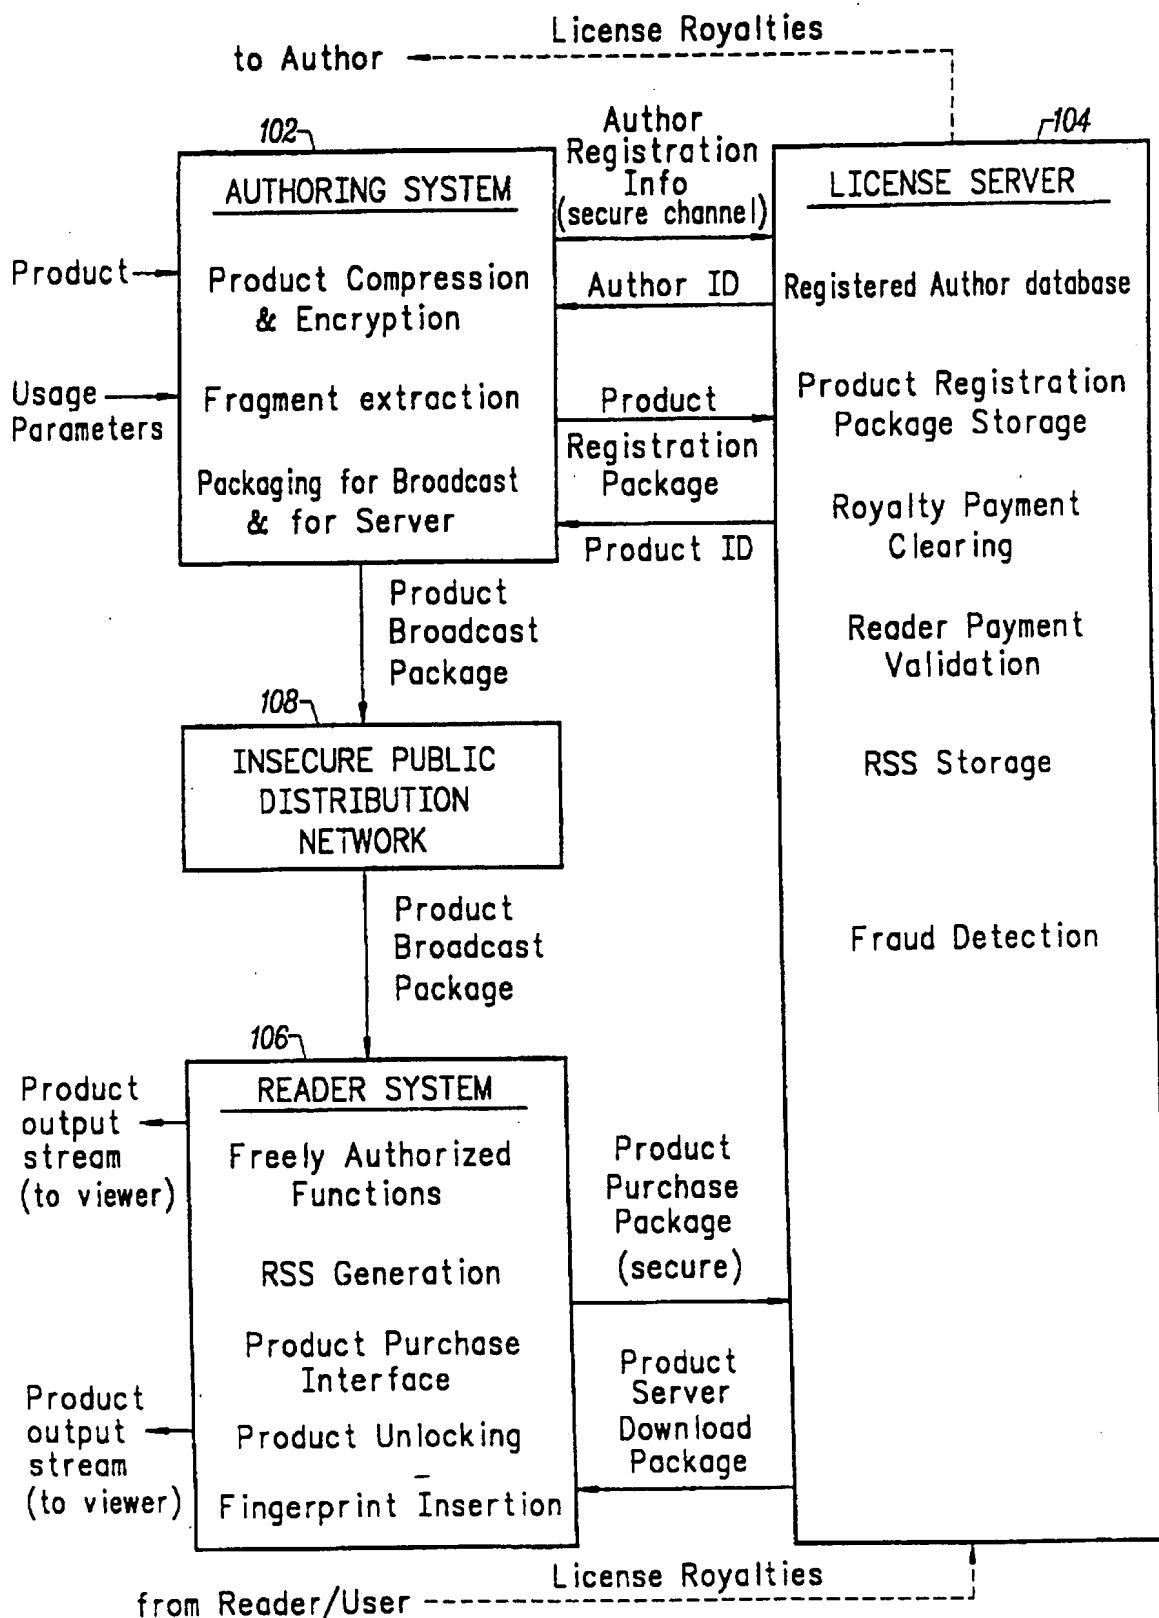 License Royalties
to Author
102
Author
Registration
Info
(secure channel)
104
AUTHORING SYSTEM
LICENSE SERVER
Product
Product Compression
& Encryption
Author ID
Registered Author database
Usage
Parameters
Fragment extraction
Product
Registration
Package
Product Registration
Package Storage
Packaging for Broadcast
& for Server
Product ID
Royalty Payment
Clearing
Product
Broadcast
Package
Reader Payment
Validation
108
INSECURE PUBLIC
DISTRIBUTION
NETWORK
RSS Storage
Product
Broadcast
Package
Fraud Detection
106
READER SYSTEM
Product
output
stream
(to viewer)
Freely Authorized
Functions
Product
Purchase
Package
(secure)
RSS Generation
Product Purchase
Interface
Product
Server
Download
Package
Product
output
stream
(to viewer)
Product Unlocking
Fingerprint Insertion
License Royalties
from Reader/User